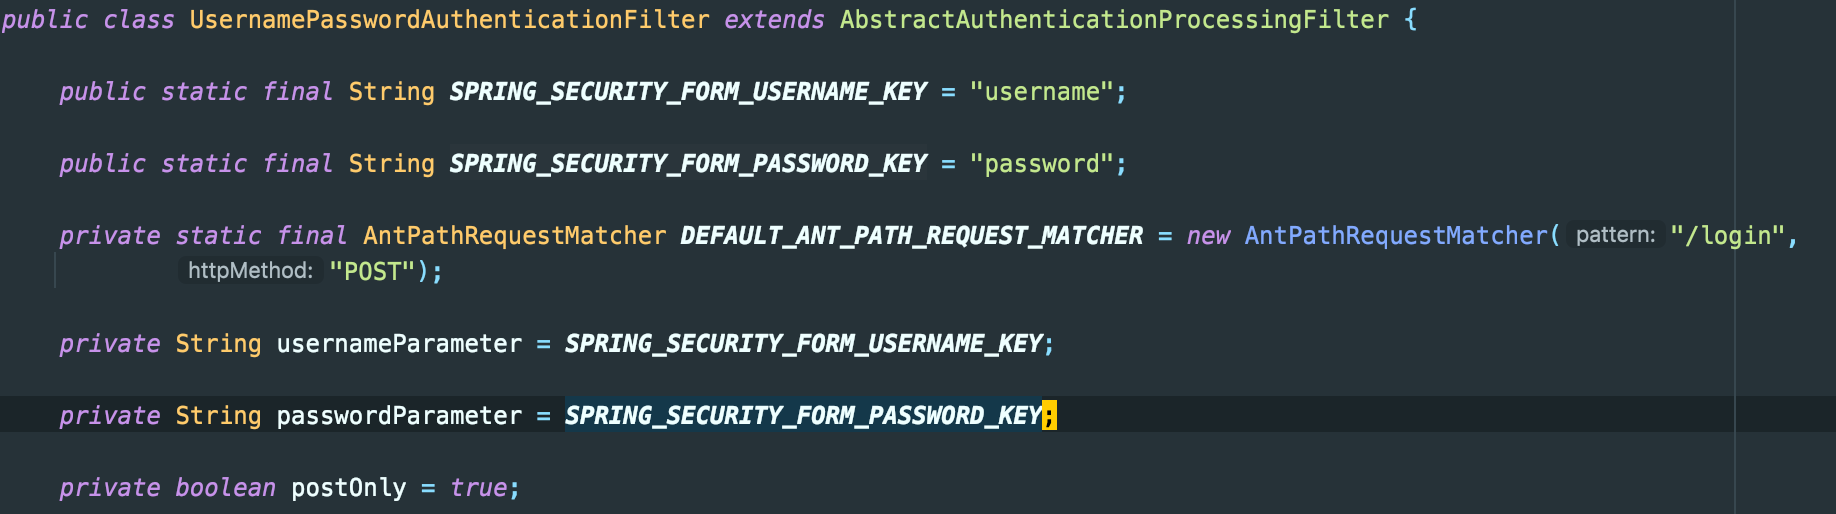 public class UsernamePasswordAuthenticationFilter extends AbstractAuthenticationProcessingFilter {
public static final String SPRING_SECURITY_FORM_USERNAME_KEY = "username";
public static final String SPRING_SECURITY_FORM_PASSWORD_KEY = "password";
private static final AntPathRequestMatcher DEFAULT_ANT_PATH_REQUEST_MATCHER = new AntPathRequestMatcher( pattern: "/login",
httpMethod: "POST");
private String usernameParameter = SPRING_SECURITY_FORM_USERNAME_KEY;
private String passwordParameter = SPRING_SECURITY_FORM_PASSWORD_KEY;
private boolean postOnly = true;